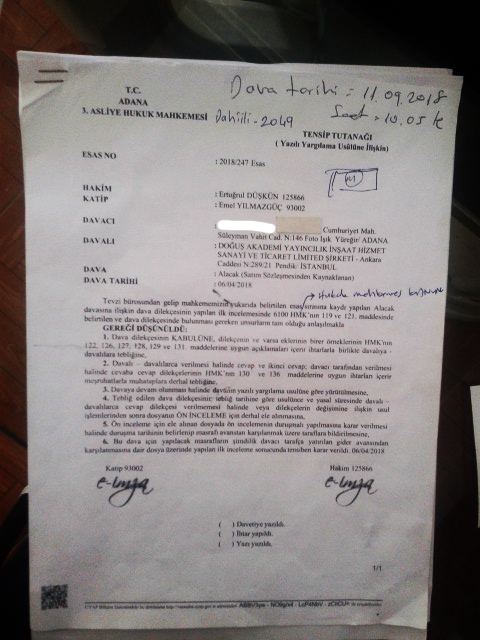 Dava tarihi = 11.09.2018
Saat = 10.05 te
T.C.
ADANA
3. ASLİYE HUKUK MAHKEMESİ Dahili - 2049
TENSİP TUTANAĞI
( Yazılı Yargılama Usülüne İlişkin)
ESAS NO : 2018/247 Esas
HAKİM : Ertuğrul DÜŞKÜN 125866
KATİP : Emel YILMAZGÜÇ 93002
DAVACI : Cumhuriyet Mah.
Süleyman Vahit Cad. N:146 Foto Işık Yüreğir/ ADANA
DAVALI : DOĞUŞ AKADEMİ YAYINCILIK İNŞAAT HİZMET
SANAYİ VE TİCARET LİMİTED ŞİRKETİ - Ankara
Caddesi N:289/21 Pendik/ İSTANBUL
DAVA : Alacak (Satım Sözleşmesinden Kaynaklanan)
DAVA TARİHİ : 06/04/2018
Hukuk mahkemesi
Tevzi bürosundan gelip mahkememizin yukarıda belirtilen esas sırasına kaydı yapılan Alacak
davasına ilişkin dava dilekçesinin yapılan ilk incelemesinde 6100 HMK'nın 119 ve 121. maddesinde
belirtilen ve dava dilekçesinde bulunması gereken unsurların tam olduğu anlaşılmakla
GEREĞİ DÜŞÜNÜLDÜ:
1. Dava dilekçesinin KABULÜNE, dilekçenin ve varsa eklerinin birer örneklerinin HMK'nın
122, 126, 127, 128, 129 ve 131. maddelerine uygun açıklamaları içerir ihtarlarla birlikte davalıya -
davalılara tebliğine,
2. Davalı - davalılarca verilmesi halinde cevap ve ikinci cevap; davacı tarafından verilmesi
halinde cevaba cevap dilekçelerinin HMK'nın 130 ve 136 maddelerine uygun ihtarları içerir
meşruhatlarla muhataplara derhal tebliğine,
3. Davaya devam olunması halinde davanın yazılı yargılama usulüne göre yürütülmesine,
4. Tebliğ edilen dava dilekçesinin tebliğ tarihine göre usulünce ve yasal süresinde davalı -
davalılarca cevap dilekçesi verilmemesi halinde veya dilekçelerin değişimine ilişkin usul
işlemlerinden sonra dosyanın ÖN İNCELEME için derhal ele alınmasına,
5. Ön inceleme için ele alınan dosyada ön incelemenin duruşmalı yapılmasına karar verilmesi
halinde duruşma tarihinin belirlenip masrafı avanstan karşılanmak üzere taraflara bildirilmesine,
6. Bu dava için yapılacak masrafların şimdilik davacı tarafça yatırılan gider avansından
karşılanmasına dair dosya üzerinde yapılan ilk inceleme sonucunda tensiben karar verildi. 06/04/2018
Katip 93002 Hakim 125866
e-imza e-imza
( ) Davetiye yazıldı.
( ) İhtar yapıldı.
( ) Yazı yazıldı.
1/1